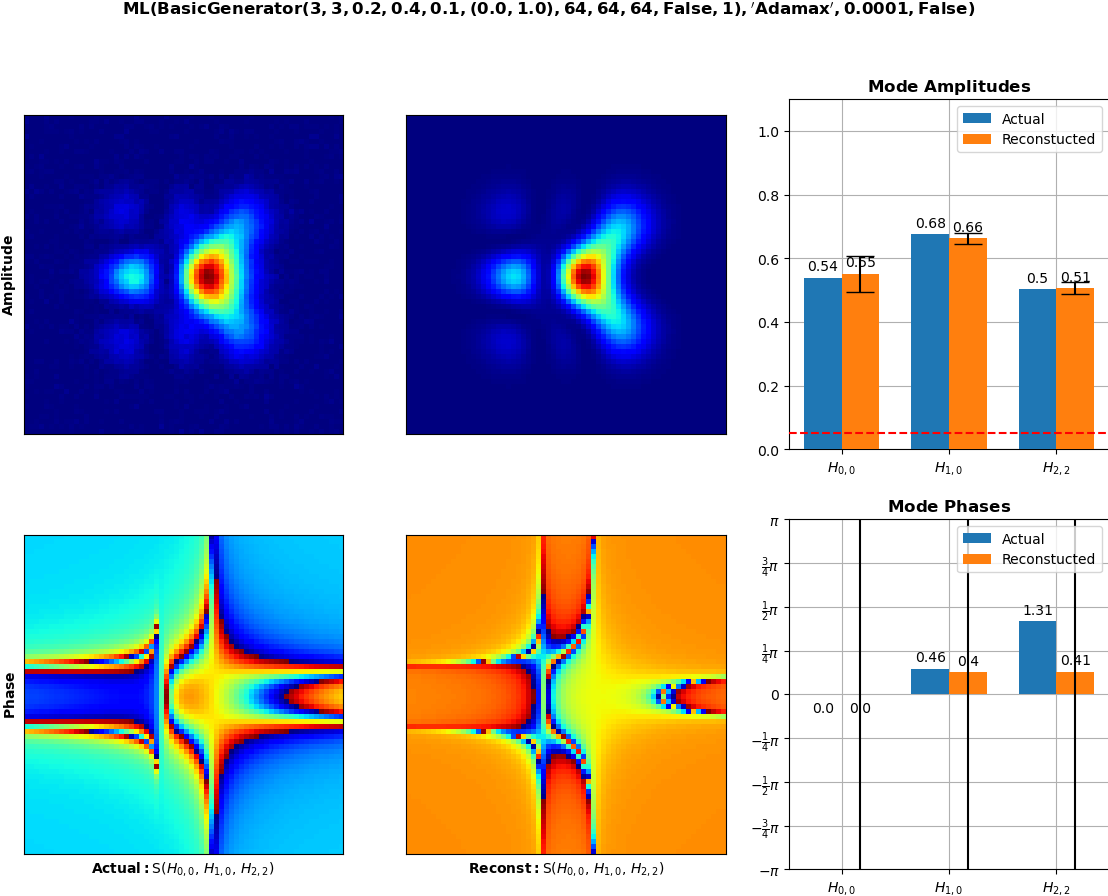 ML(BasicGenerator(3, 3, 0.2, 0.4, 0.1, (0.0, 1.0), 64, 64, 64, False, 1), ′Adamax′, 0.0001, False)
Amplitude
Mode Amplitudes
Actual
Reconstucted
1.0
0.8
0.6
0.4
0.2
0.0
0.54
0.55
0.68
0.66
0.5
0.51
H0,0
H1,0
H2,2
Phase
Actual: S(H0,0, H1,0, H2,2)
Reconst: S(H0,0, H1,0, H2,2)
Mode Phases
Actual
Reconstucted
π
3/4π
1/2π
1/4π
0
−1/4π
−1/2π
−3/4π
−π
0.0
0.0
0.46
0.4
1.31
0.41
H0,0
H1,0
H2,2